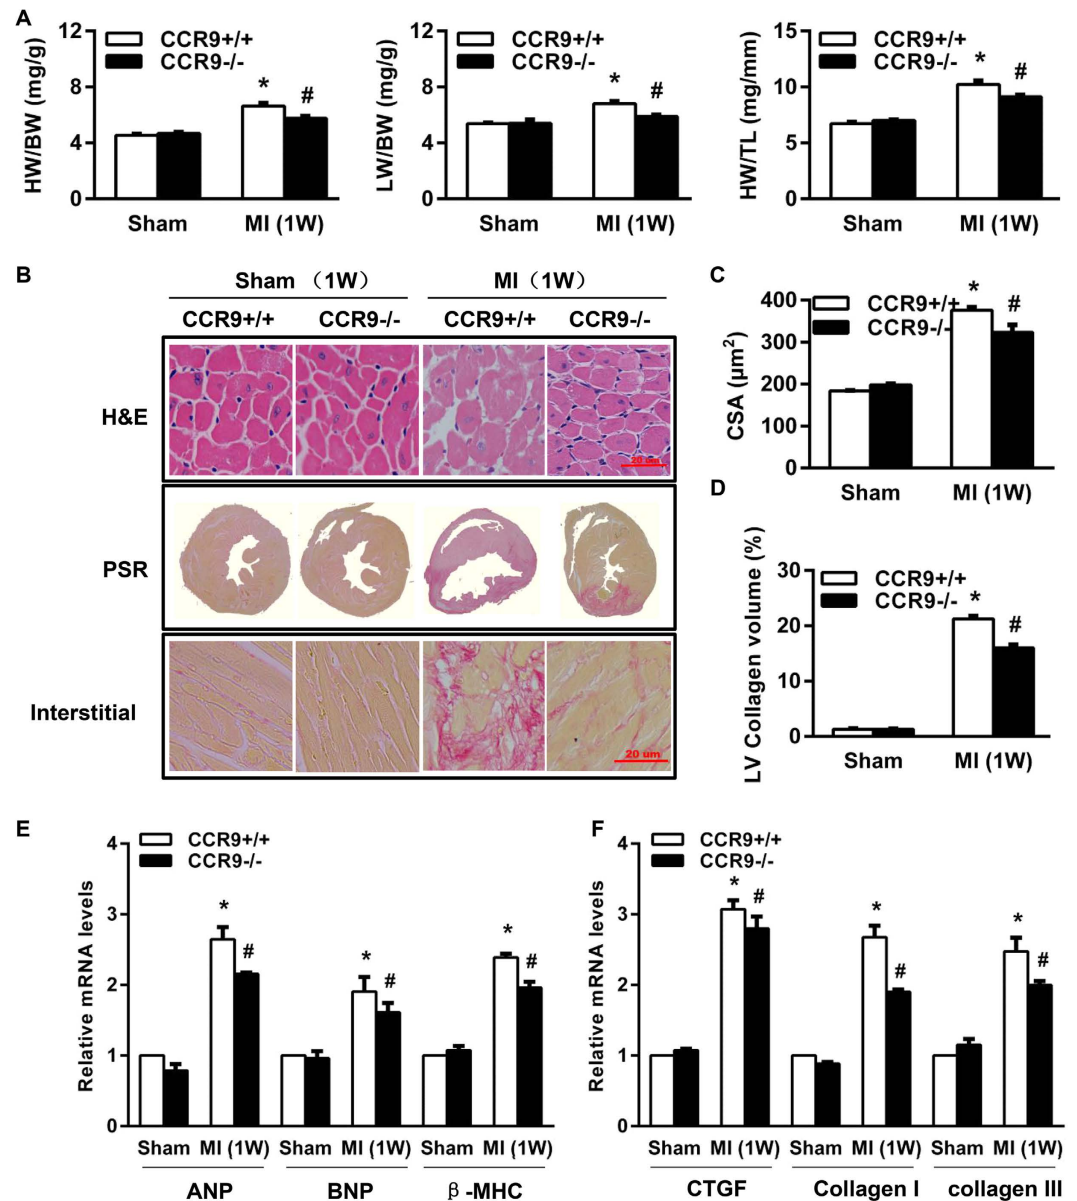 A
HW/BW (mg/g)
12
8
4
0
CCR9+/+
CCR9-/-
*
#
Sham
MI (1W)
LW/BW (mg/g)
12
8
4
0
CCR9+/+
CCR9-/-
*
#
Sham
MI (1W)
HW/TL (mg/mm)
15
10
5
0
CCR9+/+
CCR9-/-
*
#
Sham
MI (1W)
B
Sham （1W）
MI（1W）
CCR9+/+
CCR9-/-
CCR9+/+
CCR9-/-
H&E
20 um
PSR
Interstitial
20 um
C
CSA (µm²)
400
300
200
100
0
CCR9+/+
CCR9-/-
*
#
Sham
MI (1W)
D
LV Collagen volume (%)
30
20
10
0
CCR9+/+
CCR9-/-
*
#
Sham
MI (1W)
E
Relative mRNA levels
4
3
2
1
0
CCR9+/+
CCR9-/-
*
#
*
#
*
#
Sham MI (1W) Sham MI (1W) Sham MI (1W)
ANP
BNP
β -MHC
F
Relative mRNA levels
4
3
2
1
0
CCR9+/+
CCR9-/-
*
#
*
#
*
#
Sham MI (1W) Sham MI (1W) Sham MI (1W)
CTGF
Collagen I
collagen III